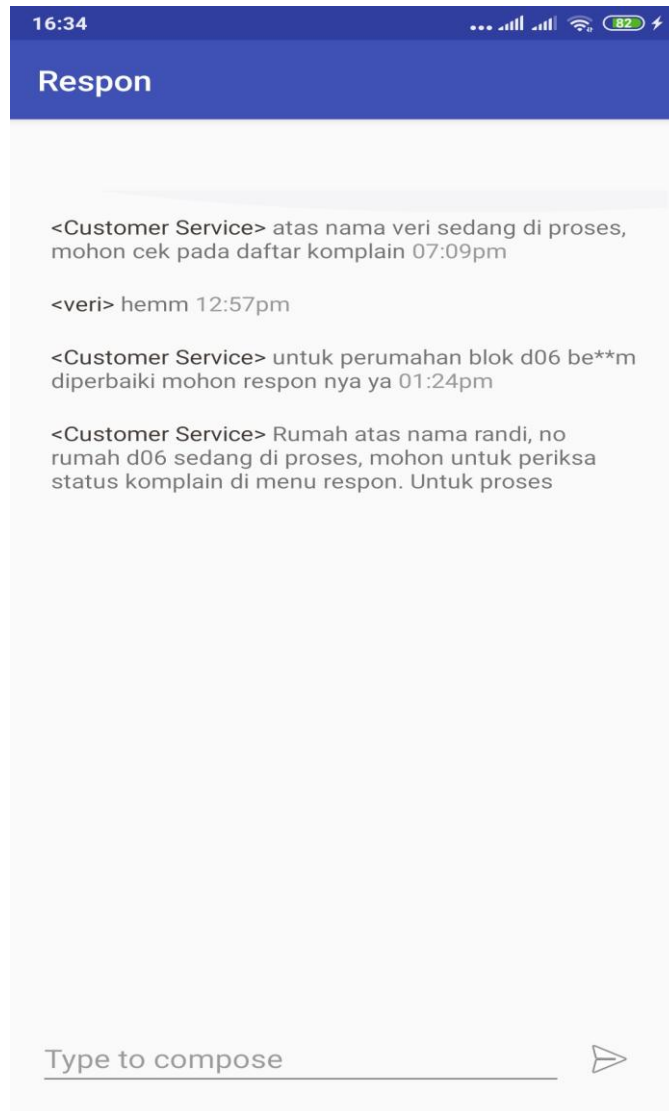 16:34
82
Respon
<Customer Service> atas nama veri sedang di proses,
mohon cek pada daftar komplain 07:09pm
<veri> hemm 12:57pm
<Customer Service> untuk perumahan blok d06 be**m
diperbaiki mohon respon nya ya 01:24pm
<Customer Service> Rumah atas nama randi, no
rumah d06 sedang di proses, mohon untuk periksa
status komplain di menu respon. Untuk proses
Type to compose